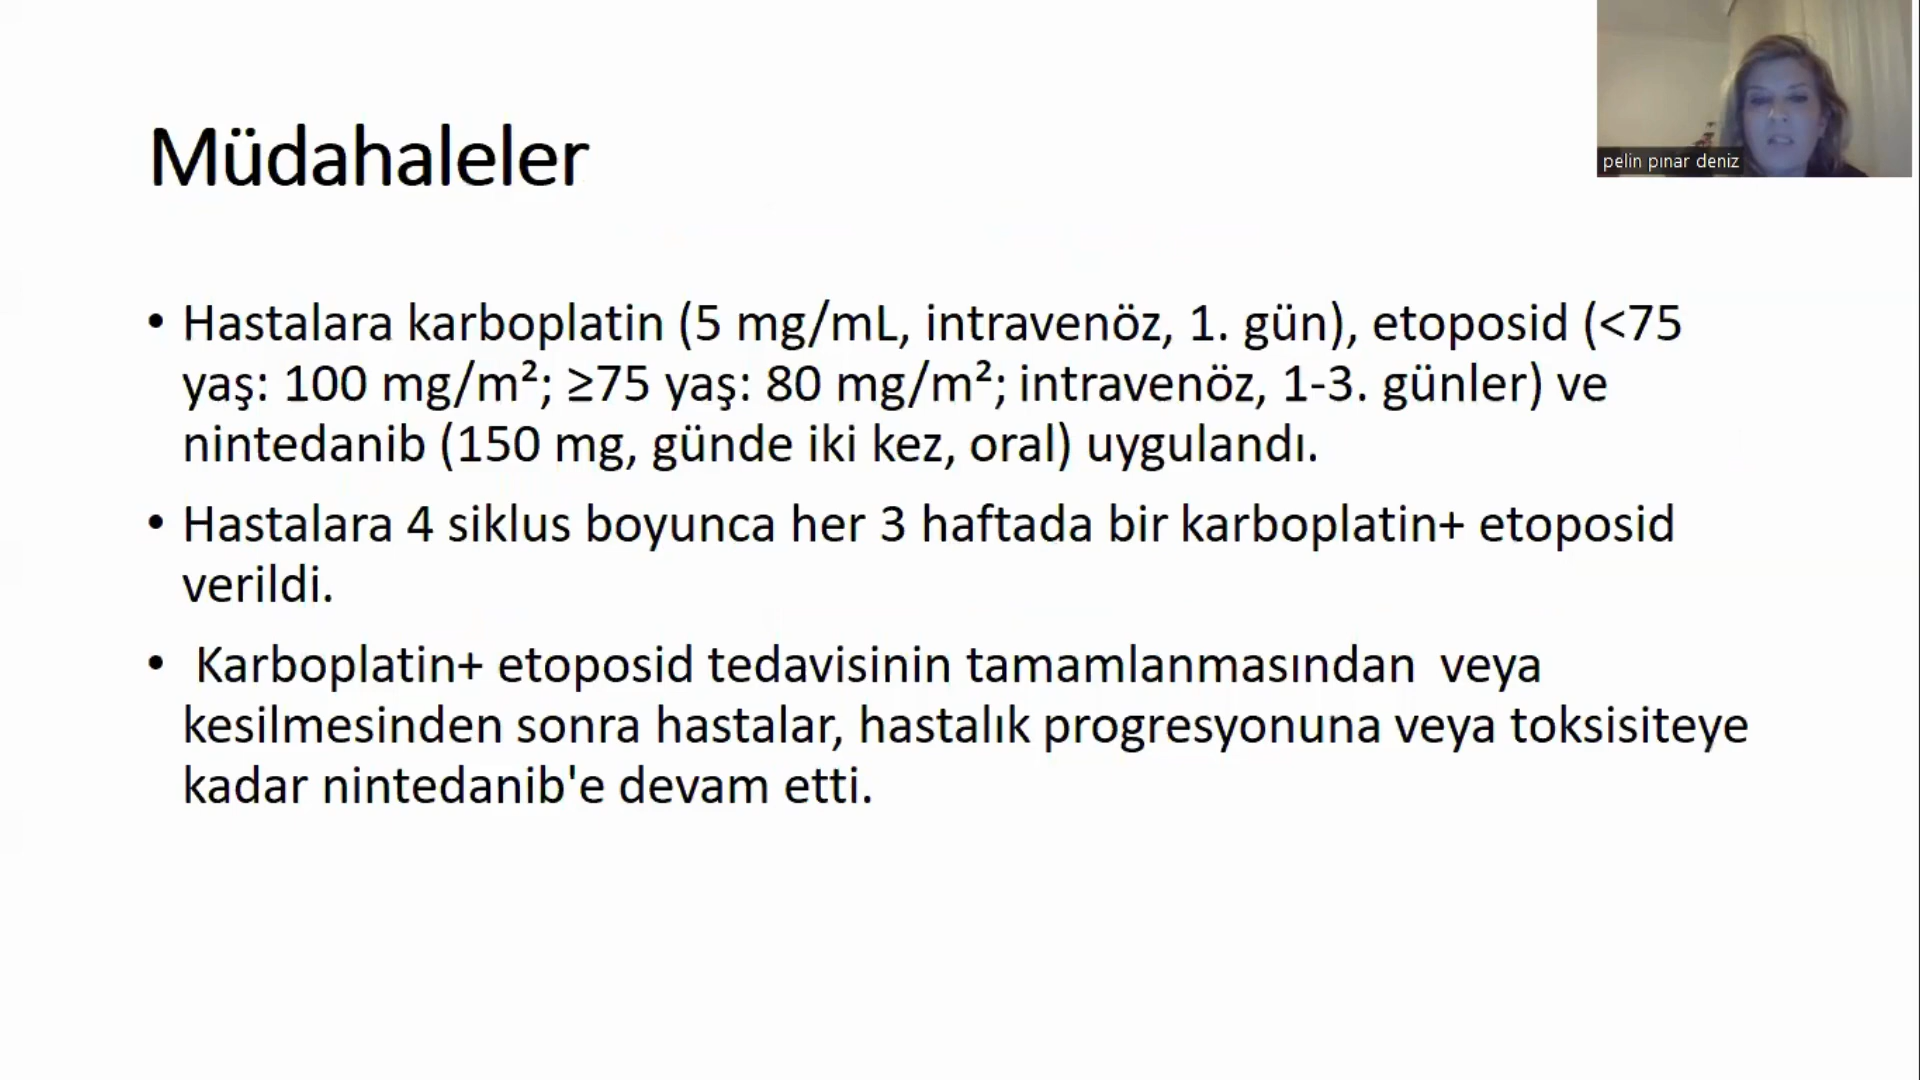 Müdahaleler
pelin pınar deniz
• Hastalara karboplatin (5 mg/mL, intravenöz, 1. gün), etoposid (<75
yaş: 100 mg/m²; ≥75 yaş: 80 mg/m²; intravenöz, 1-3. günler) ve
nintedanib (150 mg, günde iki kez, oral) uygulandı.
• Hastalara 4 siklus boyunca her 3 haftada bir karboplatin+ etoposid
verildi.
• Karboplatin+ etoposid tedavisinin tamamlanmasından  veya
kesilmesinden sonra hastalar, hastalık progresyonuna veya toksisiteye
kadar nintedanib'e devam etti.